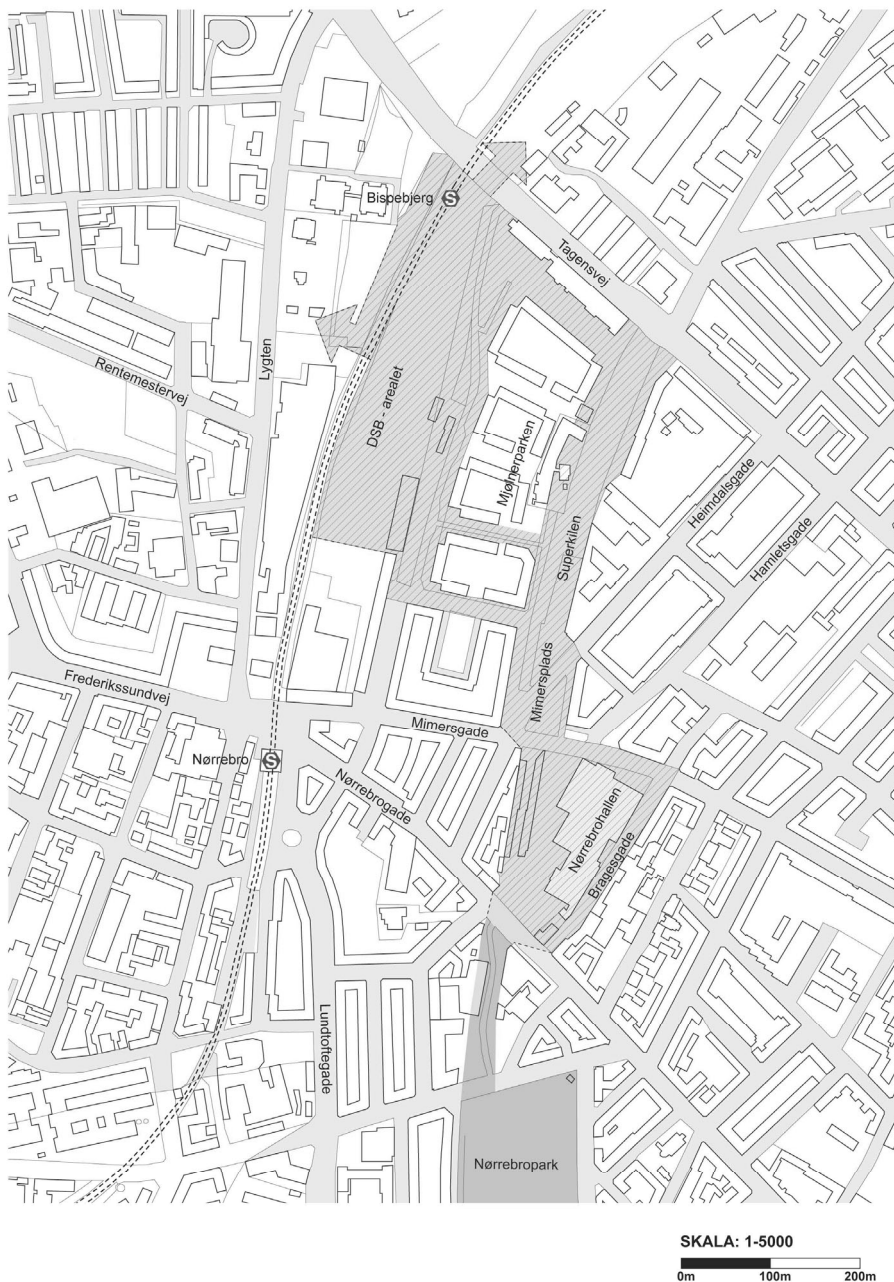 Bispebjerg
S
Tagensvej
Lygten
Rentemestervej
DSB - arealet
Mjølnerparken
Heimdalsgade
Hamletsgade
Superkilen
Mimersplads
Frederikssundvej
Mimersgade
Nørrebro
S
Nørrebrogade
Nørrebrohallen
Bragesgade
Lundtoftegade
Nørrebropark
SKALA: 1-5000
0m 100m 200m